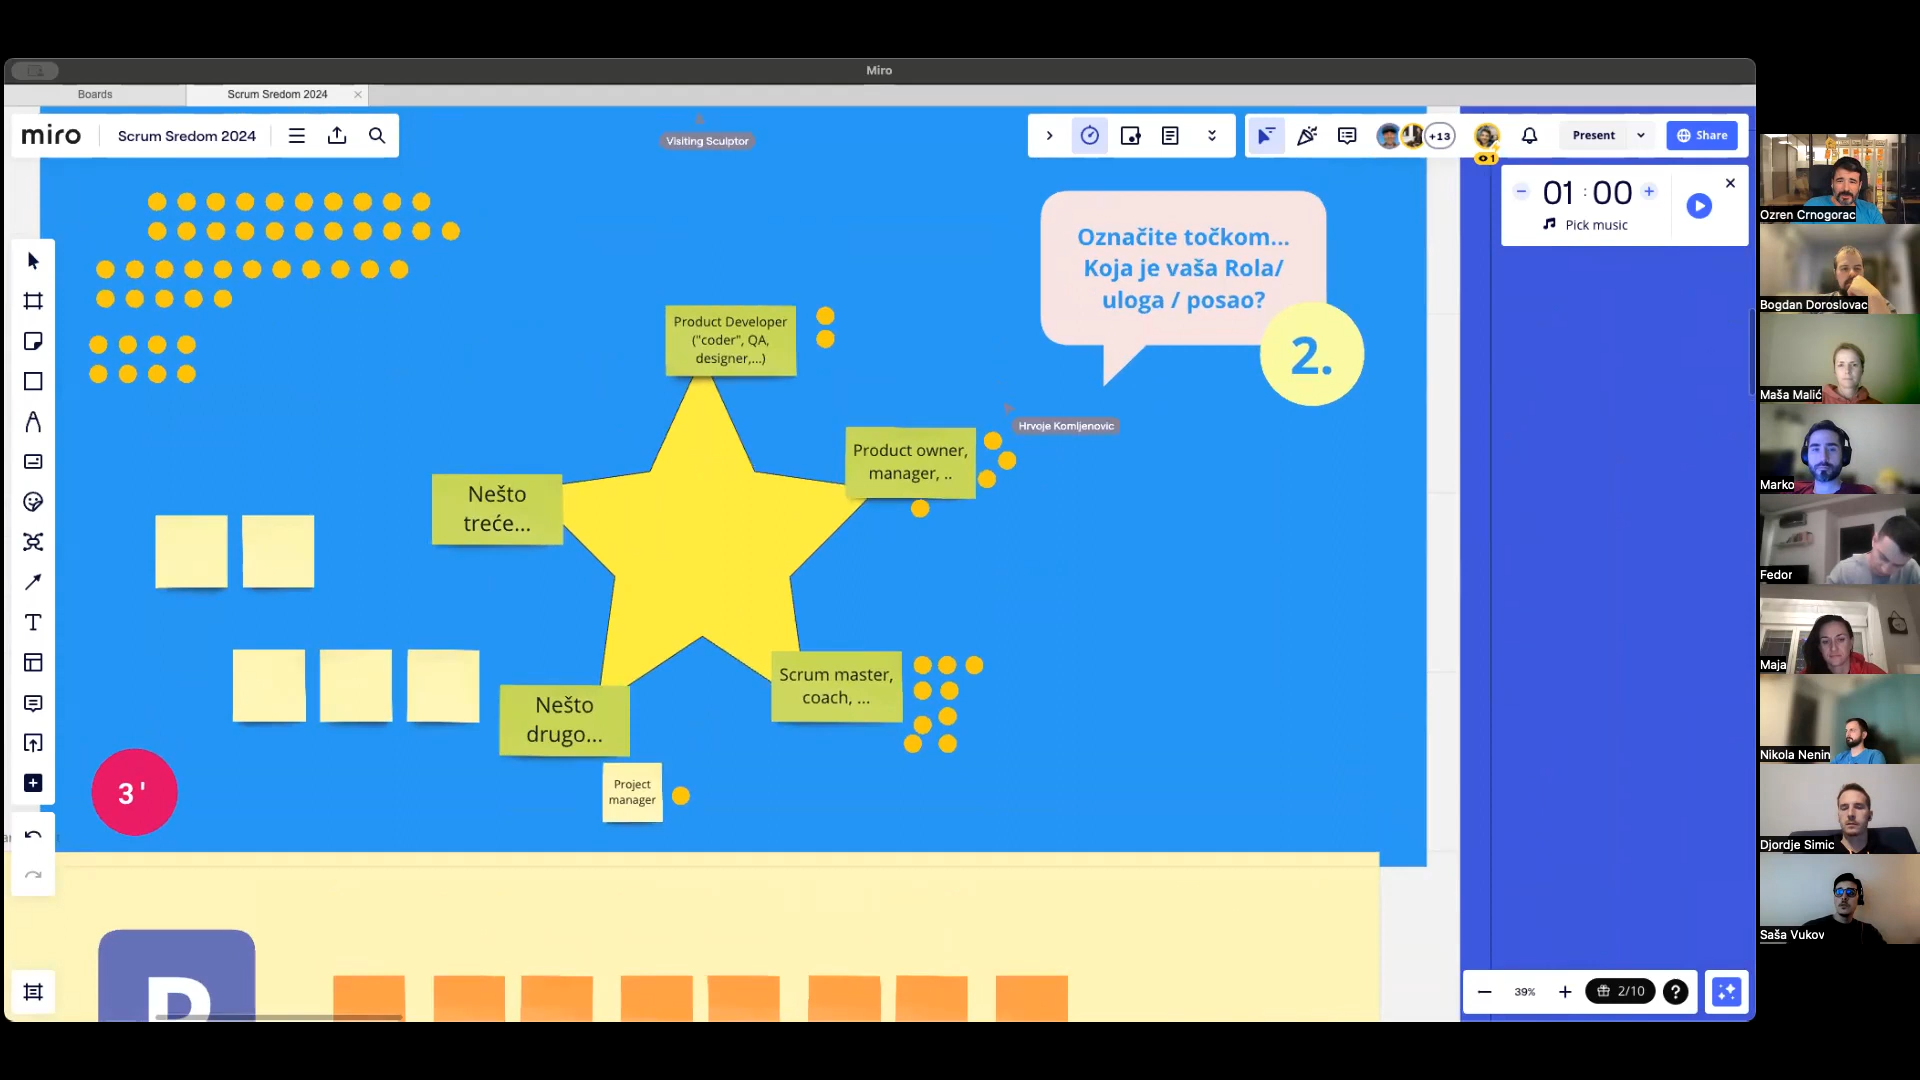 Miro
Boards
Scrum Sredom 2024
miro
Scrum Sredom 2024
Visiting Sculptor
+13
1
Present
Share
01 : 00
Pick music
Označite točkom...
Koja je vaša Rola/
uloga / posao?
2.
Product Developer
("coder", QA,
designer,...)
Hrvoje Komljenovic
Product owner,
manager, ..
Nešto
treće...
Scrum master,
coach, ...
Nešto
drugo...
Project
manager
3'
P
39%
2/10
?
Ozren Crnogorac
Bogdan Doroslovac
Maša Malić
Marko
Fedor
Maja
Nikola Nenin
Djordje Simic
Saša Vukov